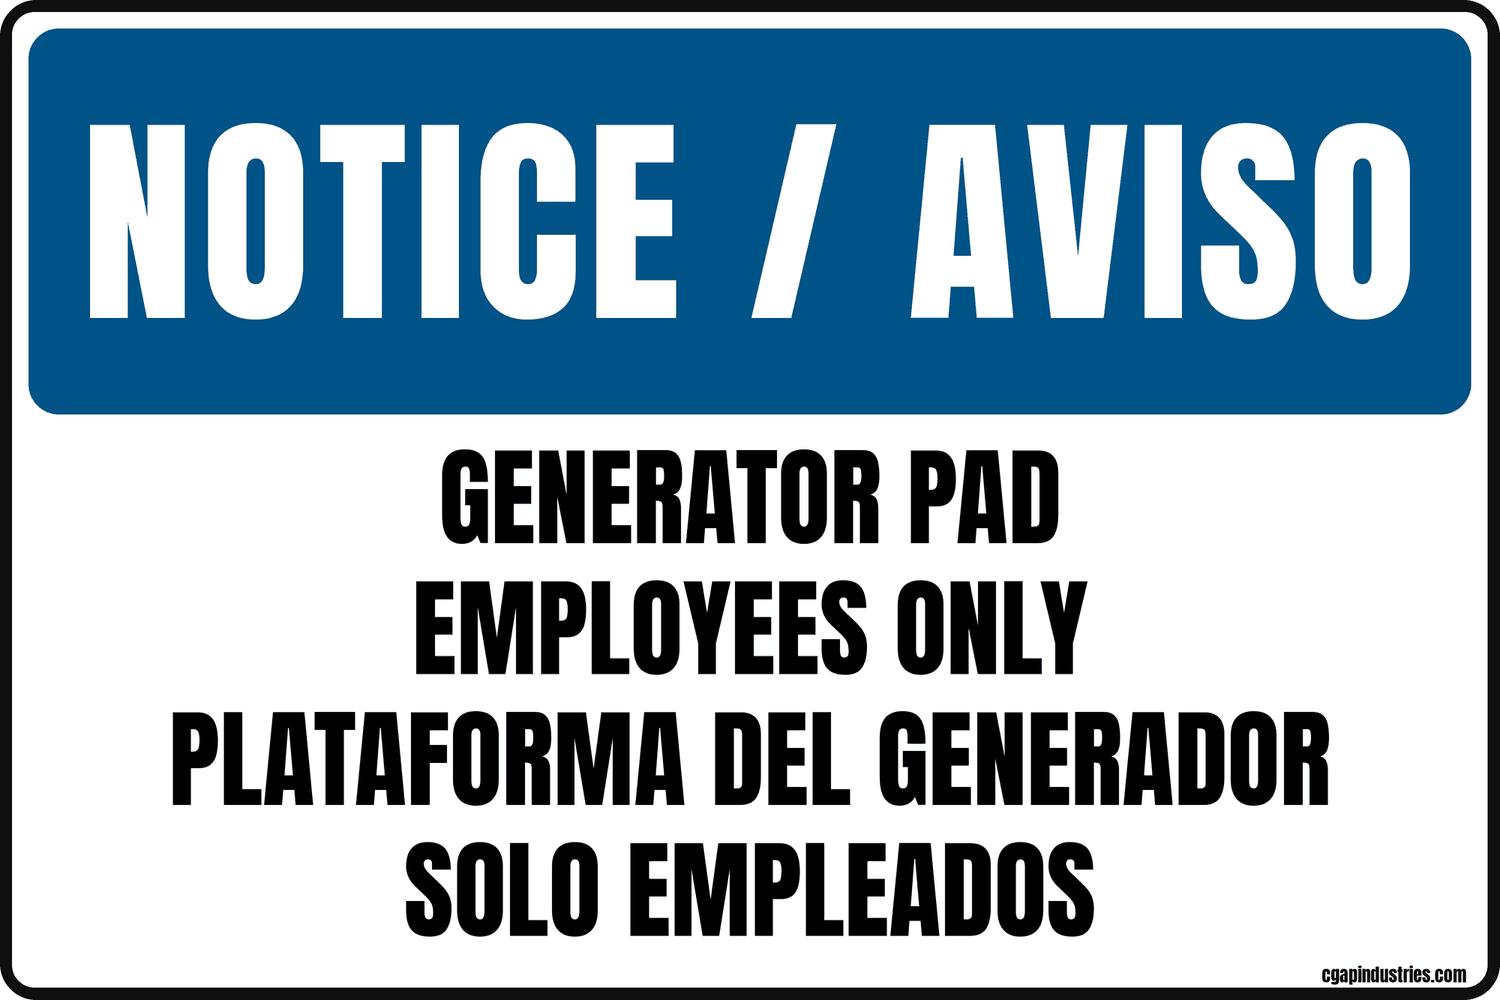 NOTICE / AVISO
GENERATOR PAD
EMPLOYEES ONLY
PLATAFORMA DEL GENERADOR
SOLO EMPLEADOS
cgapindustries.com